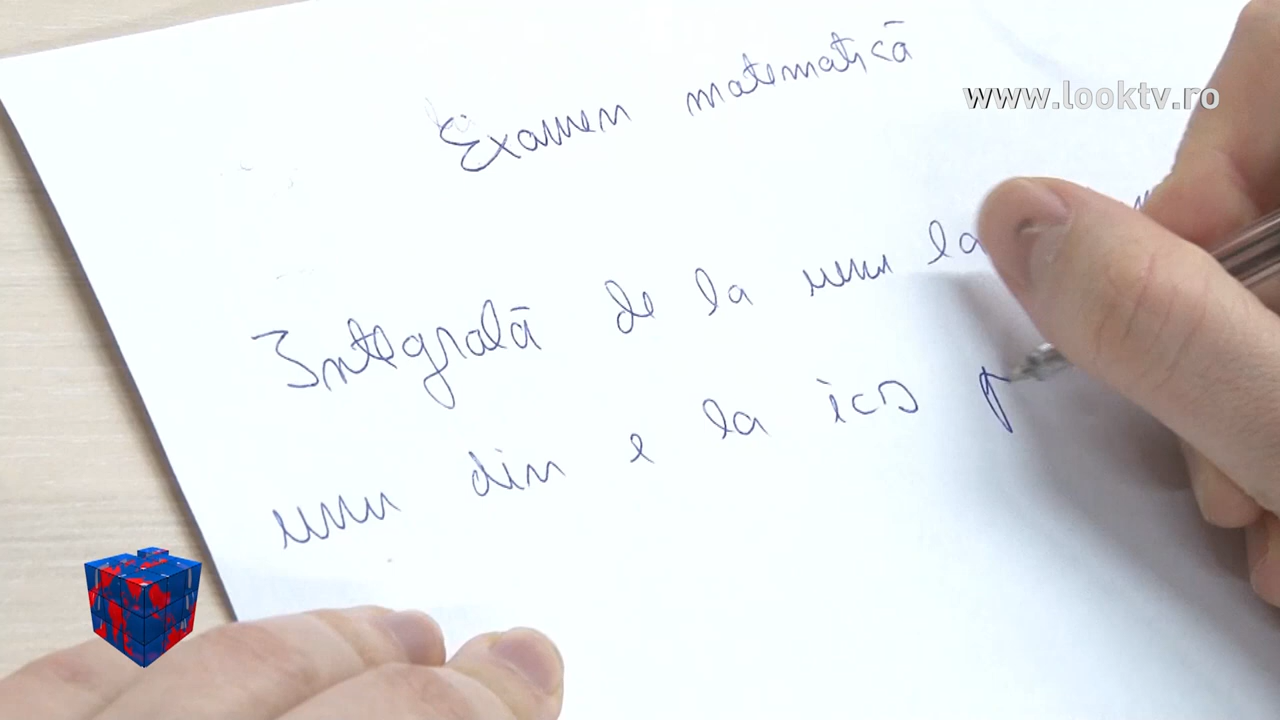 Examen matematică
www.looktv.ro
Integrală de la unu la
unu din e la ics